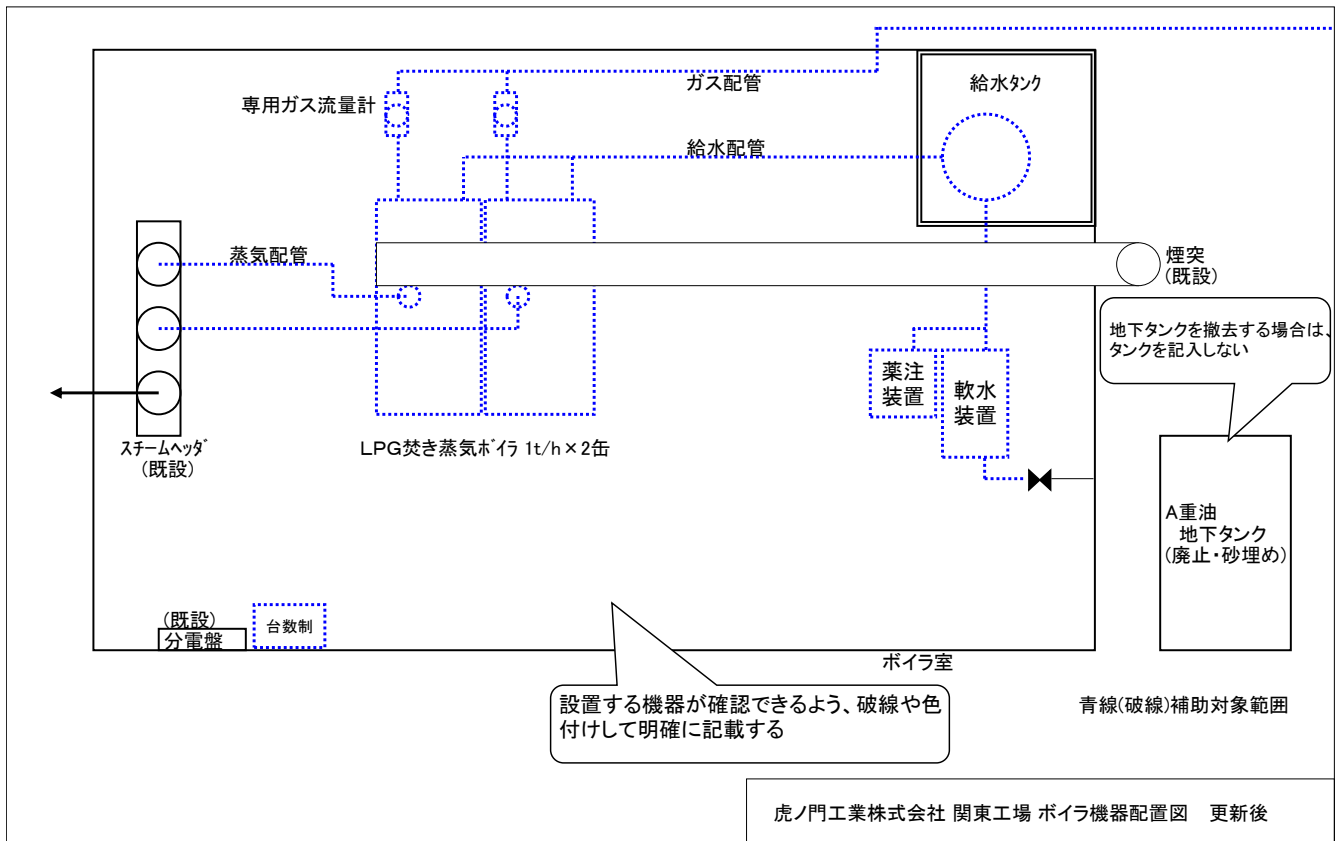 ガス配管
給水タンク
専用ガス流量計
給水配管
蒸気配管
煙突
(既設)
地下タンクを撤去する場合は、
タンクを記入しない
薬注
装置
軟水
装置
スチームヘッダ
(既設)
LPG焚き蒸気ボイラ 1t/h×2缶
A重油
地下タンク
(廃止・砂埋め)
(既設)
分電盤
台数制
ボイラ室
設置する機器が確認できるよう、破線や色
付けして明確に記載する
青線(破線)補助対象範囲
虎ノ門工業株式会社 関東工場 ボイラ機器配置図 更新後